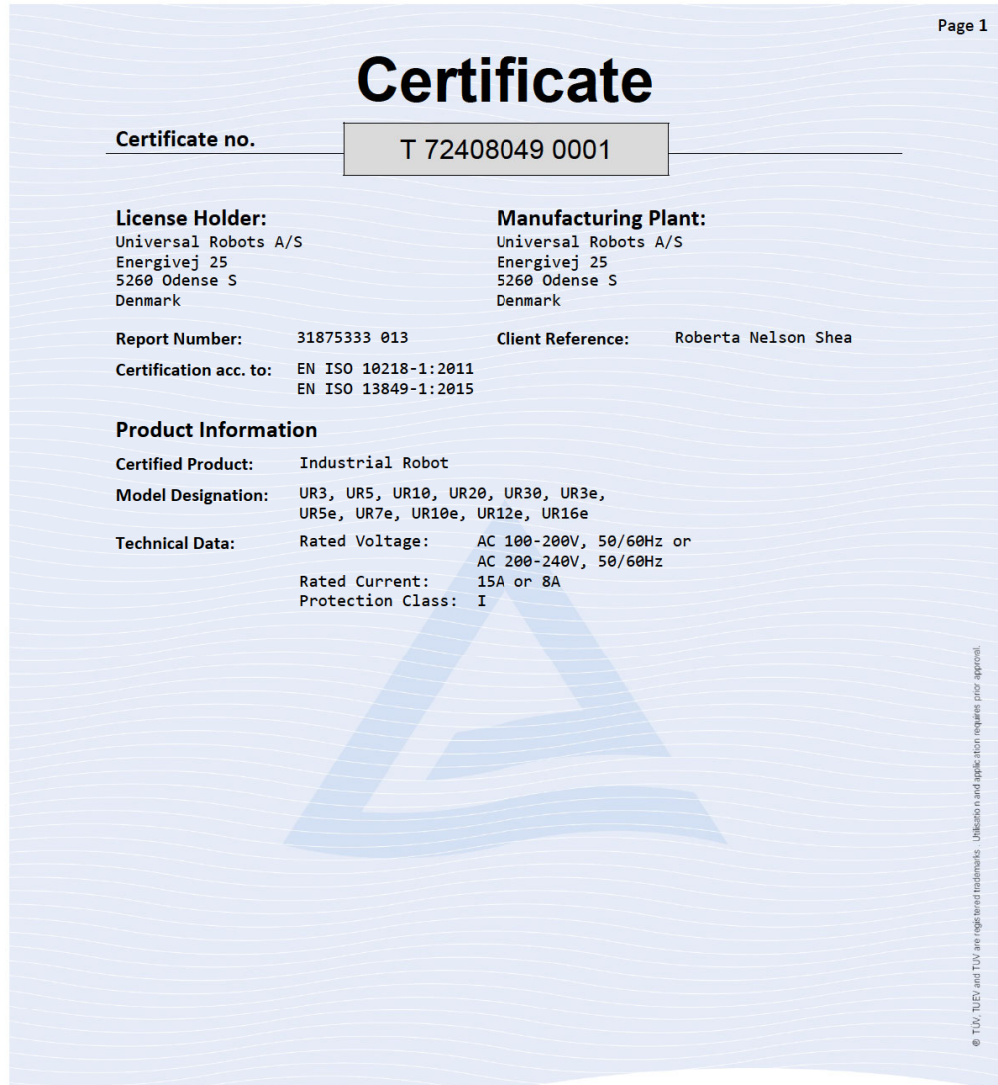 Page 1
Certificate
Certificate no.
T 72408049 0001
License Holder:
Universal Robots A/S
Energivej 25
5260 Odense S
Denmark
Manufacturing Plant:
Universal Robots A/S
Energivej 25
5260 Odense S
Denmark
Report Number: 31875333 013
Client Reference: Roberta Nelson Shea
Certification acc. to: EN ISO 10218-1:2011
EN ISO 13849-1:2015
Product Information
Certified Product: Industrial Robot
Model Designation: UR3, UR5, UR10, UR20, UR30, UR3e,
UR5e, UR7e, UR10e, UR12e, UR16e
Technical Data: Rated Voltage: AC 100-200V, 50/60Hz or
AC 200-240V, 50/60Hz
Rated Current: 15A or 8A
Protection Class: I
® TÜV, TUEV and TUV are registered trademarks. Utilisation and application requires prior approval.